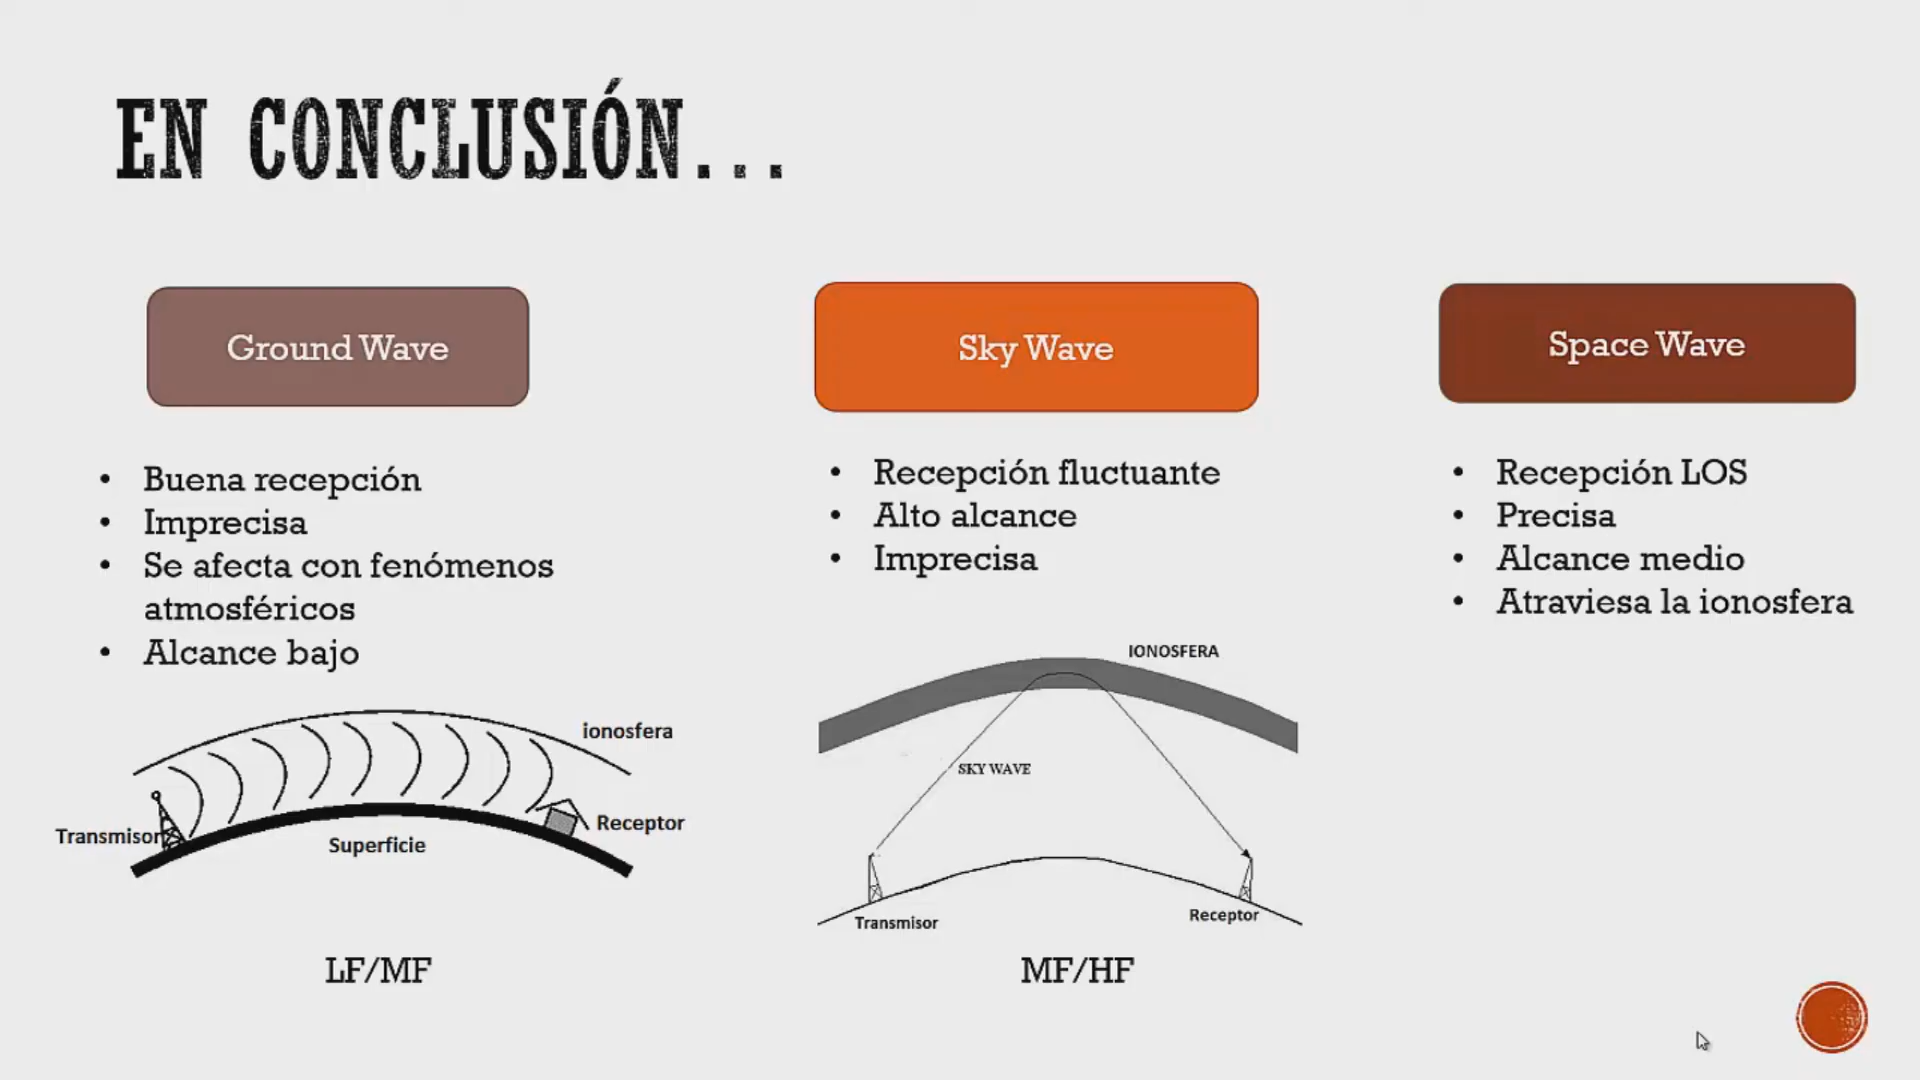 EN CONCLUSIÓN...
Ground Wave
• Buena recepción
• Imprecisa
• Se afecta con fenómenos
atmosféricos
• Alcance bajo
ionosfera
Transmisor
Receptor
Superficie
LF/MF
Sky Wave
• Recepción fluctuante
• Alto alcance
• Imprecisa
IONOSFERA
SKY WAVE
Transmisor
Receptor
MF/HF
Space Wave
• Recepción LOS
• Precisa
• Alcance medio
• Atraviesa la ionosfera